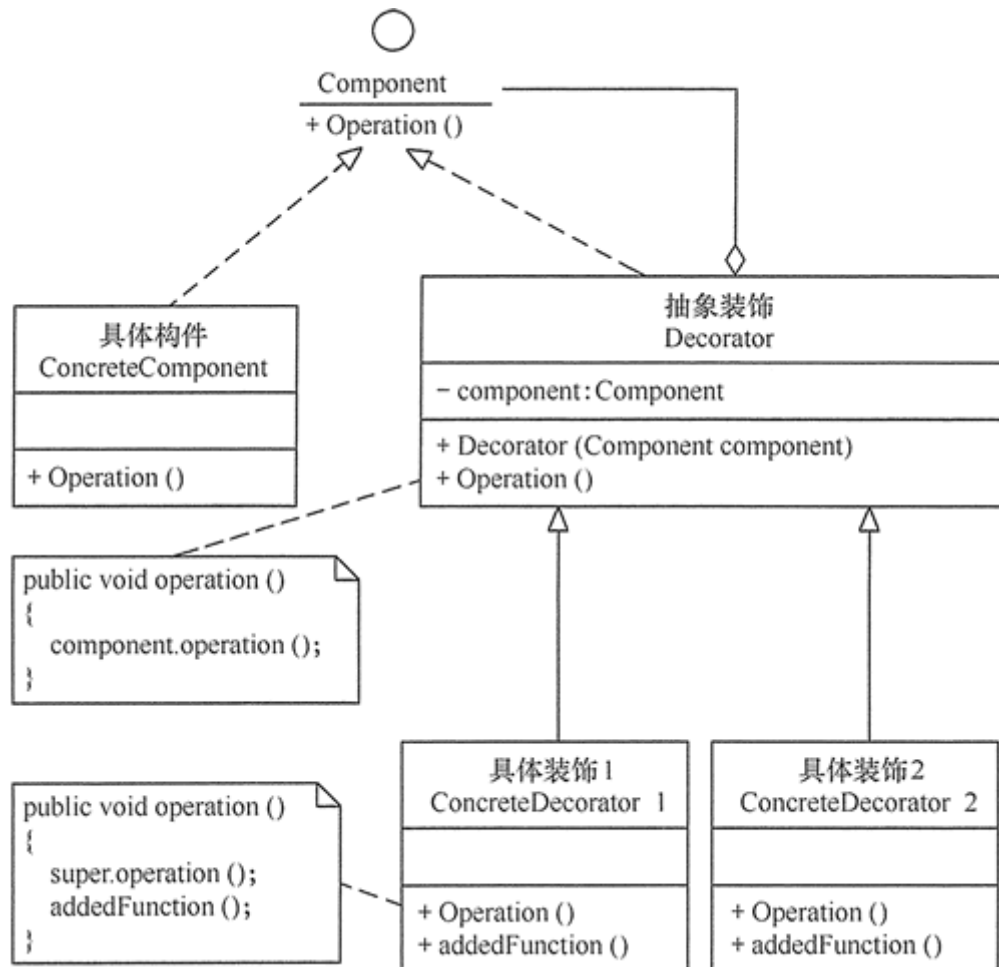 Component
+ Operation ()
具体构件
ConcreteComponent
+ Operation ()
抽象装饰
Decorator
− component:Component
+ Decorator (Component component)
+ Operation ()
public void operation ()
{
component.operation ();
}
public void operation ()
{
super.operation ();
addedFunction ();
}
具体装饰1
ConcreteDecorator 1
+ Operation ()
+ addedFunction ()
具体装饰2
ConcreteDecorator 2
+ Operation ()
+ addedFunction ()